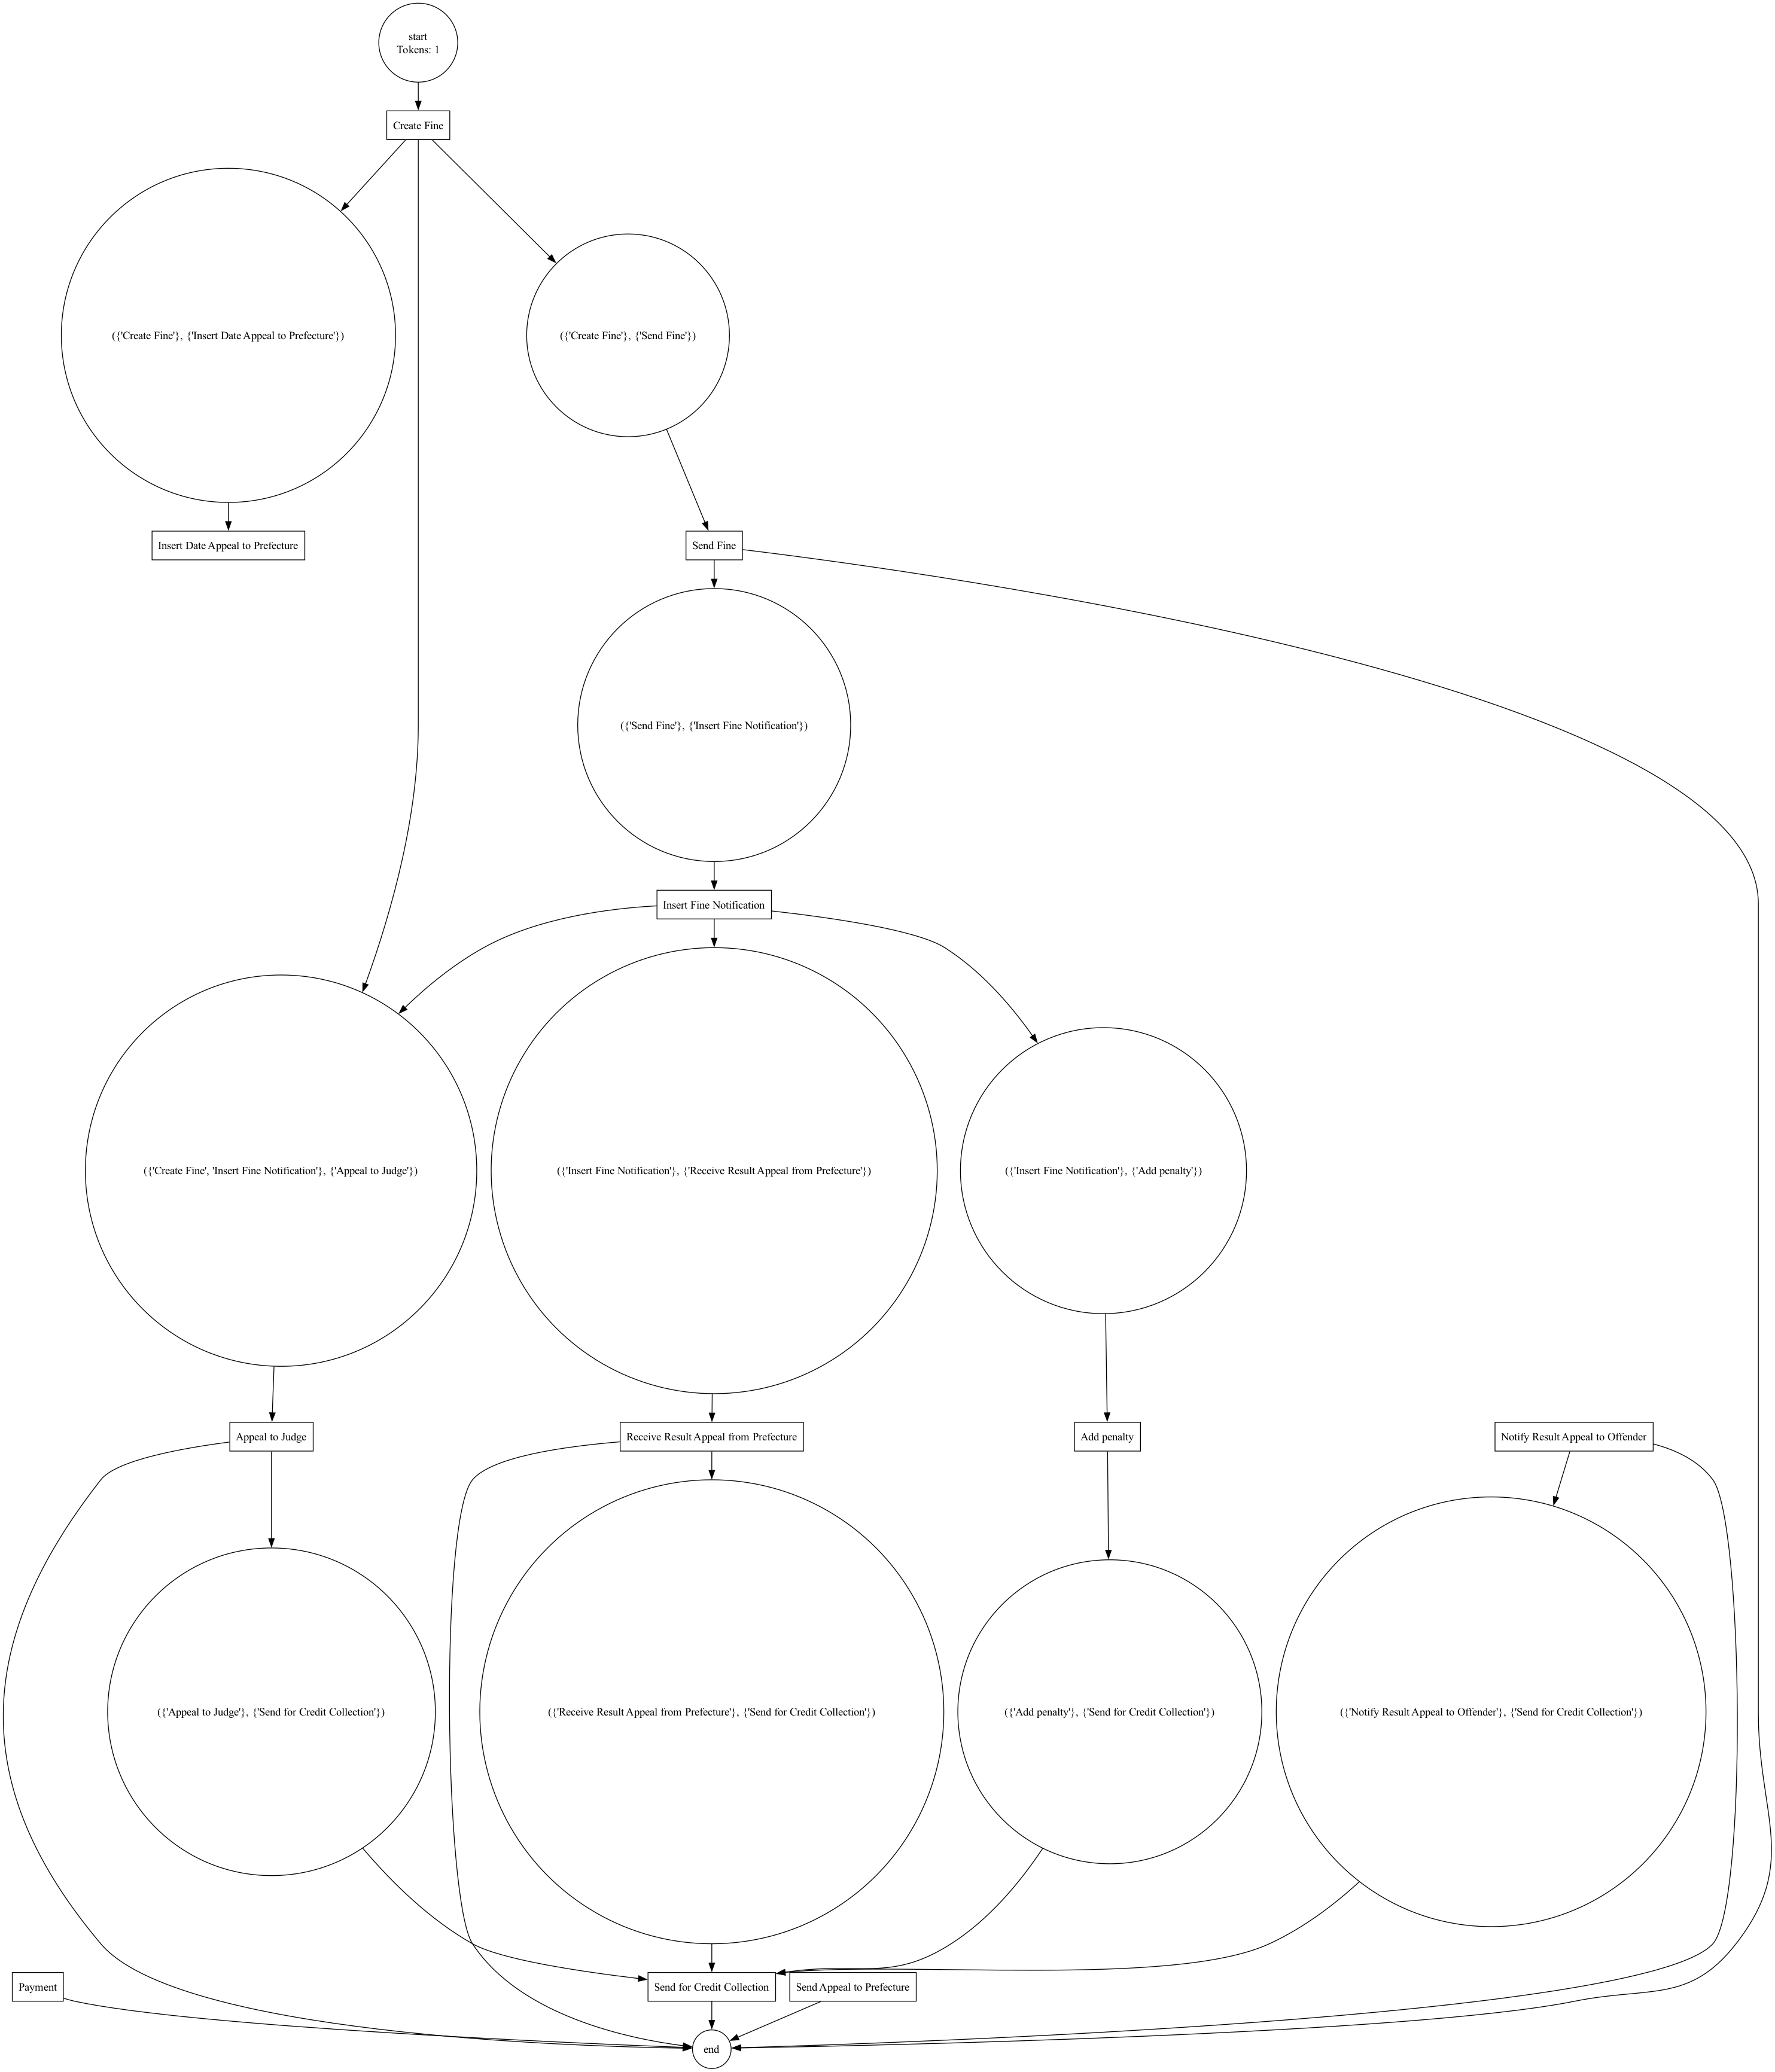 start
Tokens: 1
Create Fine
({'Create Fine'}, {'Insert Date Appeal to Prefecture'})
({'Create Fine'}, {'Send Fine'})
Insert Date Appeal to Prefecture
Send Fine
({'Send Fine'}, {'Insert Fine Notification'})
Insert Fine Notification
({'Create Fine', 'Insert Fine Notification'}, {'Appeal to Judge'})
({'Insert Fine Notification'}, {'Receive Result Appeal from Prefecture'})
({'Insert Fine Notification'}, {'Add penalty'})
Appeal to Judge
Receive Result Appeal from Prefecture
Add penalty
Notify Result Appeal to Offender
({'Appeal to Judge'}, {'Send for Credit Collection'})
({'Receive Result Appeal from Prefecture'}, {'Send for Credit Collection'})
({'Add penalty'}, {'Send for Credit Collection'})
({'Notify Result Appeal to Offender'}, {'Send for Credit Collection'})
Payment
Send for Credit Collection
Send Appeal to Prefecture
end